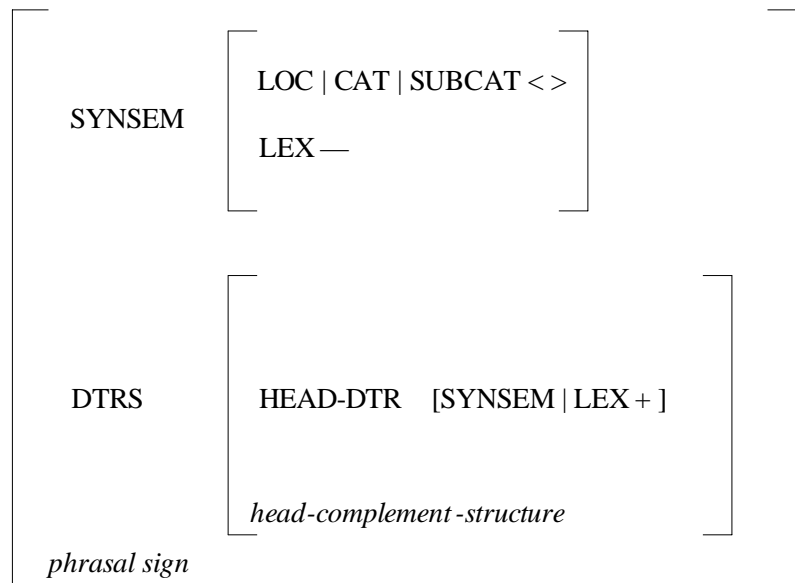 LOC | CAT | SUBCAT < >
SYNSEM
LEX —
DTRS HEAD-DTR [SYNSEM | LEX + ]
head-complement-structure
phrasal sign